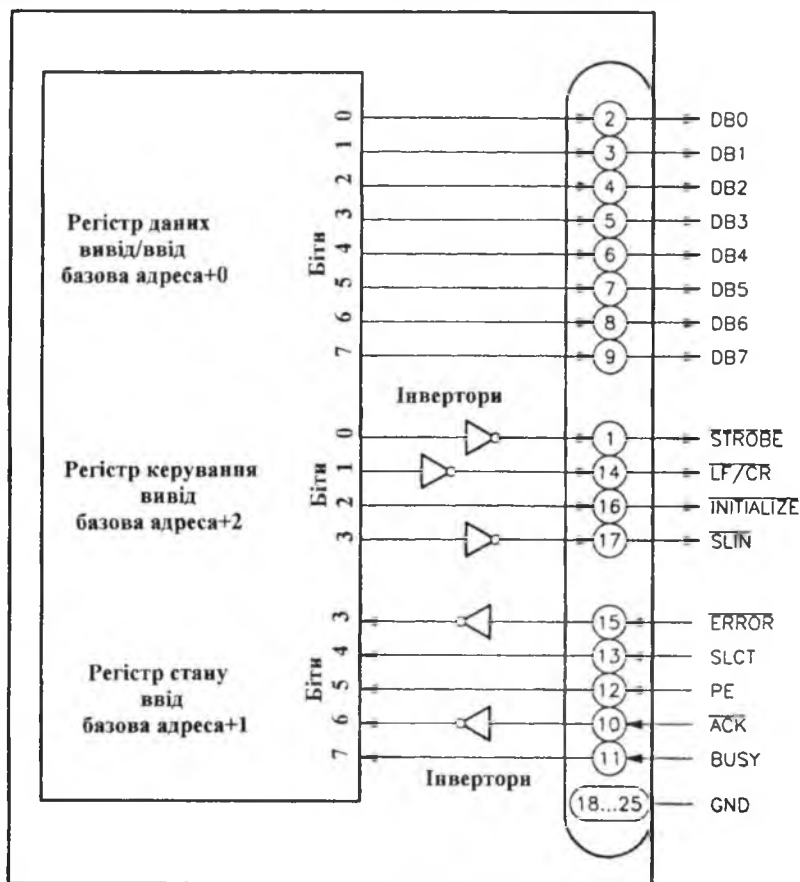 0 2 DB0
1 3 DB1
2 4 DB2
3 5 DB3
Регістр даних
вивід/ввід
базова адреса+0
Біти
4 6 DB4
5 7 DB5
6 8 DB6
7 9 DB7
Інвертори
0 1 STROBE
Регістр керування
вивід
базова адреса+2
Біти
1 14 LF/CR
2 16 INITIALIZE
3 17 SLIN
3 15 ERROR
4 13 SLCT
Регістр стану
ввід
базова адреса+1
Біти
5 12 PE
6 10 ACK
7 11 BUSY
Інвертори
18...25 GND